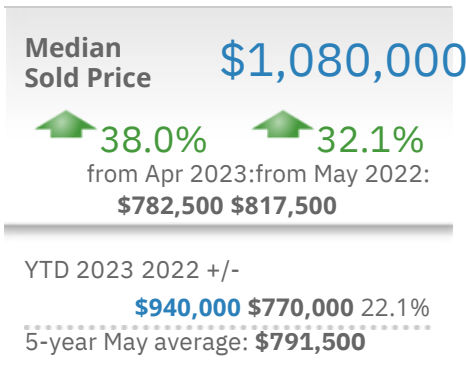 Median
Sold Price
$1,080,000
38.0% 32.1%
from Apr 2023:from May 2022:
$782,500 $817,500
YTD 2023 2022 +/-
$940,000 $770,000 22.1%
5-year May average: $791,500